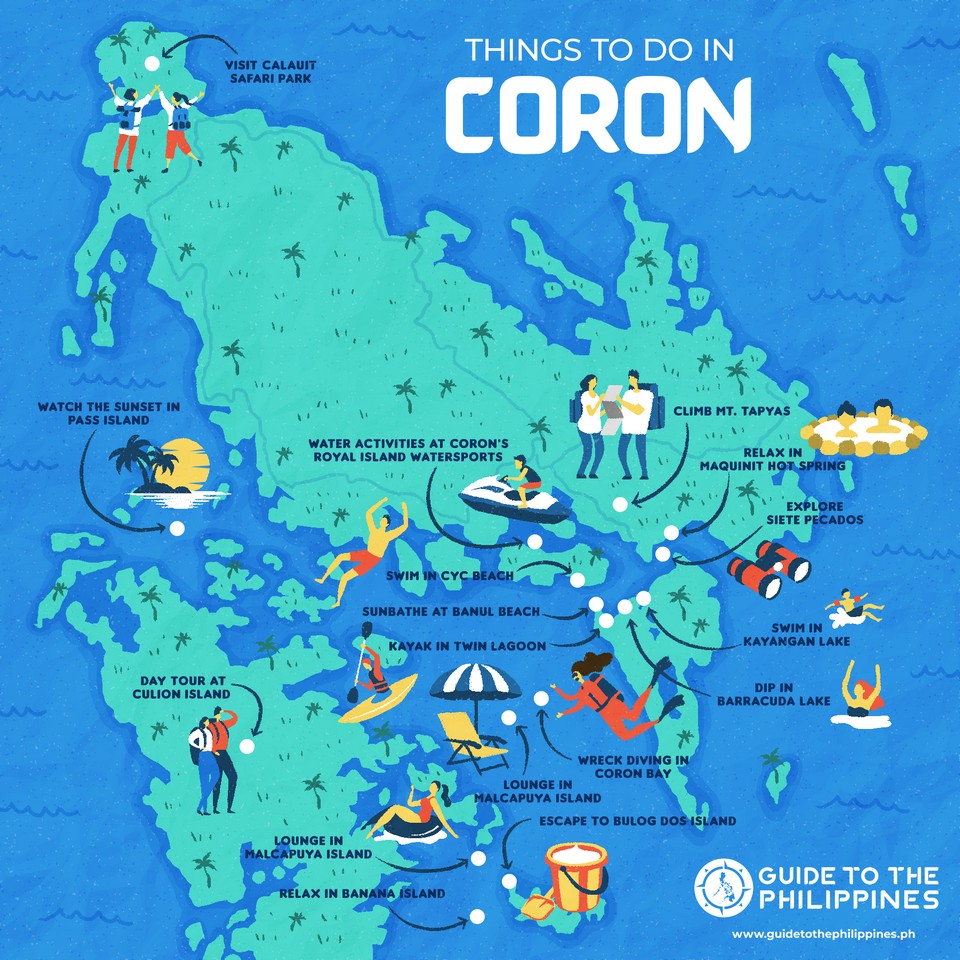 THINGS TO DO IN
CORON
VISIT CALAUIT
SAFARI PARK
WATCH THE SUNSET IN
PASS ISLAND
WATER ACTIVITIES AT CORON'S
ROYAL ISLAND WATERSPORTS
CLIMB MT. TAPYAS
RELAX IN
MAQUINIT HOT SPRING
EXPLORE
SIETE PECADOS
SWIM IN CYC BEACH
SUNBATHE AT BANUL BEACH
KAYAK IN TWIN LAGOON
SWIM IN
KAYANGAN LAKE
DAY TOUR AT
CULION ISLAND
DIP IN
BARRACUDA LAKE
WRECK DIVING IN
CORON BAY
LOUNGE IN
MALCAPUYA ISLAND
ESCAPE TO BULOG DOS ISLAND
LOUNGE IN
MALCAPUYA ISLAND
RELAX IN BANANA ISLAND
GUIDE TO THE
PHILIPPINES
www.guidetothephilippines.ph